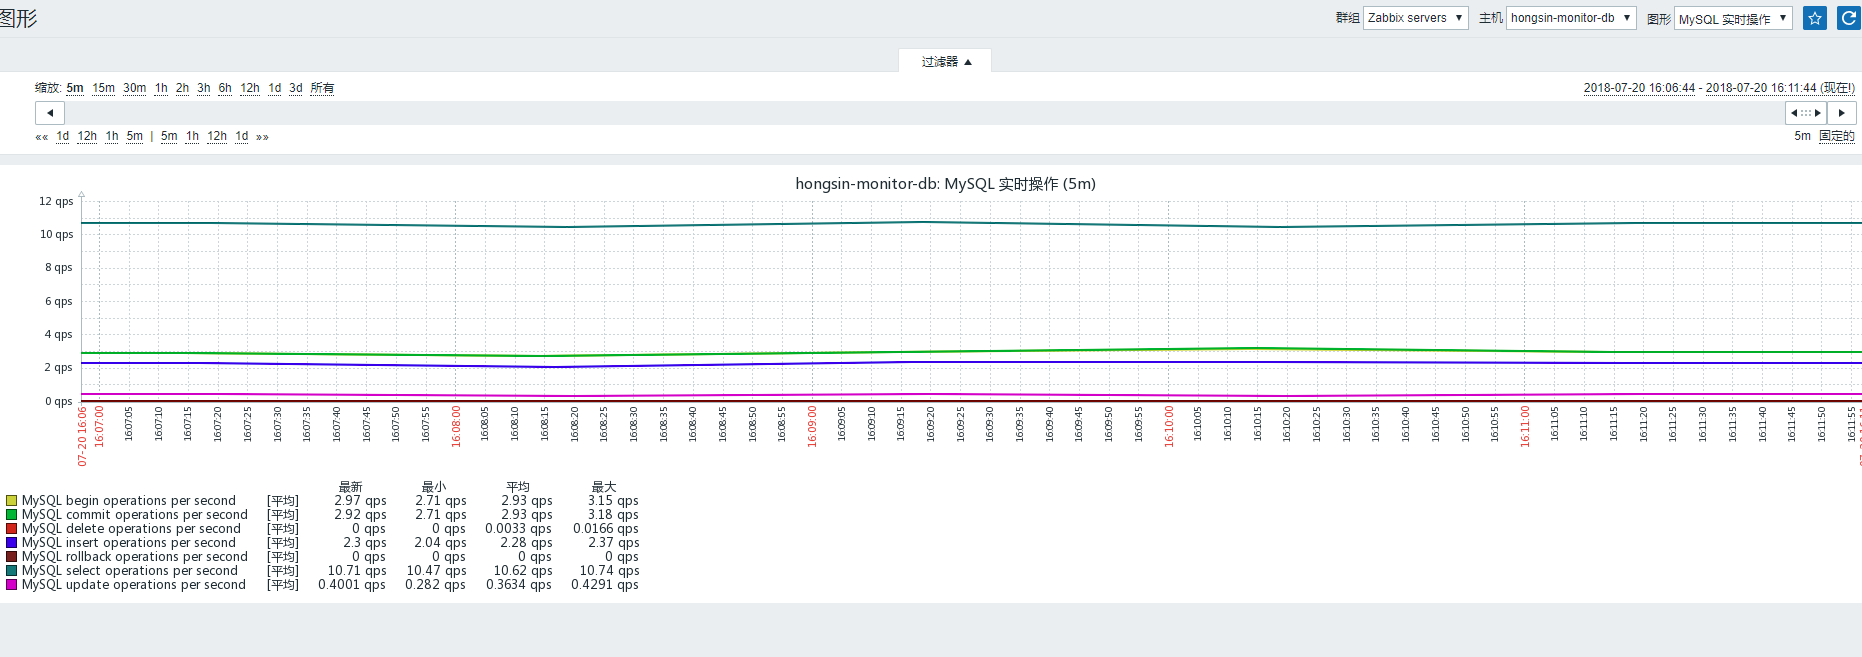 图形
群组 Zabbix servers ▼ 主机 hongsin-monitor-db ▼ 图形 MySQL 实时操作 ▼
过滤器 ▲
缩放: 5m 15m 30m 1h 2h 3h 6h 12h 1d 3d 所有
2018-07-20 16:06:44 - 2018-07-20 16:11:44 (现在!)
«« 1d 12h 1h 5m | 5m 1h 12h 1d »»
5m 固定的
hongsin-monitor-db: MySQL 实时操作 (5m)
12 qps
10 qps
8 qps
6 qps
4 qps
2 qps
0 qps
07-20 16:06
16:07:00
16:07:05
16:07:10
16:07:15
16:07:20
16:07:25
16:07:30
16:07:35
16:07:40
16:07:45
16:07:50
16:07:55
16:08:00
16:08:05
16:08:10
16:08:15
16:08:20
16:08:25
16:08:30
16:08:35
16:08:40
16:08:45
16:08:50
16:08:55
16:09:00
16:09:05
16:09:10
16:09:15
16:09:20
16:09:25
16:09:30
16:09:35
16:09:40
16:09:45
16:09:50
16:09:55
16:10:00
16:10:05
16:10:10
16:10:15
16:10:20
16:10:25
16:10:30
16:10:35
16:10:40
16:10:45
16:10:50
16:10:55
16:11:00
16:11:05
16:11:10
16:11:15
16:11:20
16:11:25
16:11:30
16:11:35
16:11:40
16:11:45
16:11:50
16:11:55
最新 最小 平均 最大
MySQL begin operations per second [平均] 2.97 qps 2.71 qps 2.93 qps 3.15 qps
MySQL commit operations per second [平均] 2.92 qps 2.71 qps 2.93 qps 3.18 qps
MySQL delete operations per second [平均] 0 qps 0 qps 0.0033 qps 0.0166 qps
MySQL insert operations per second [平均] 2.3 qps 2.04 qps 2.28 qps 2.37 qps
MySQL rollback operations per second [平均] 0 qps 0 qps 0 qps 0 qps
MySQL select operations per second [平均] 10.71 qps 10.47 qps 10.62 qps 10.74 qps
MySQL update operations per second [平均] 0.4001 qps 0.282 qps 0.3634 qps 0.4291 qps